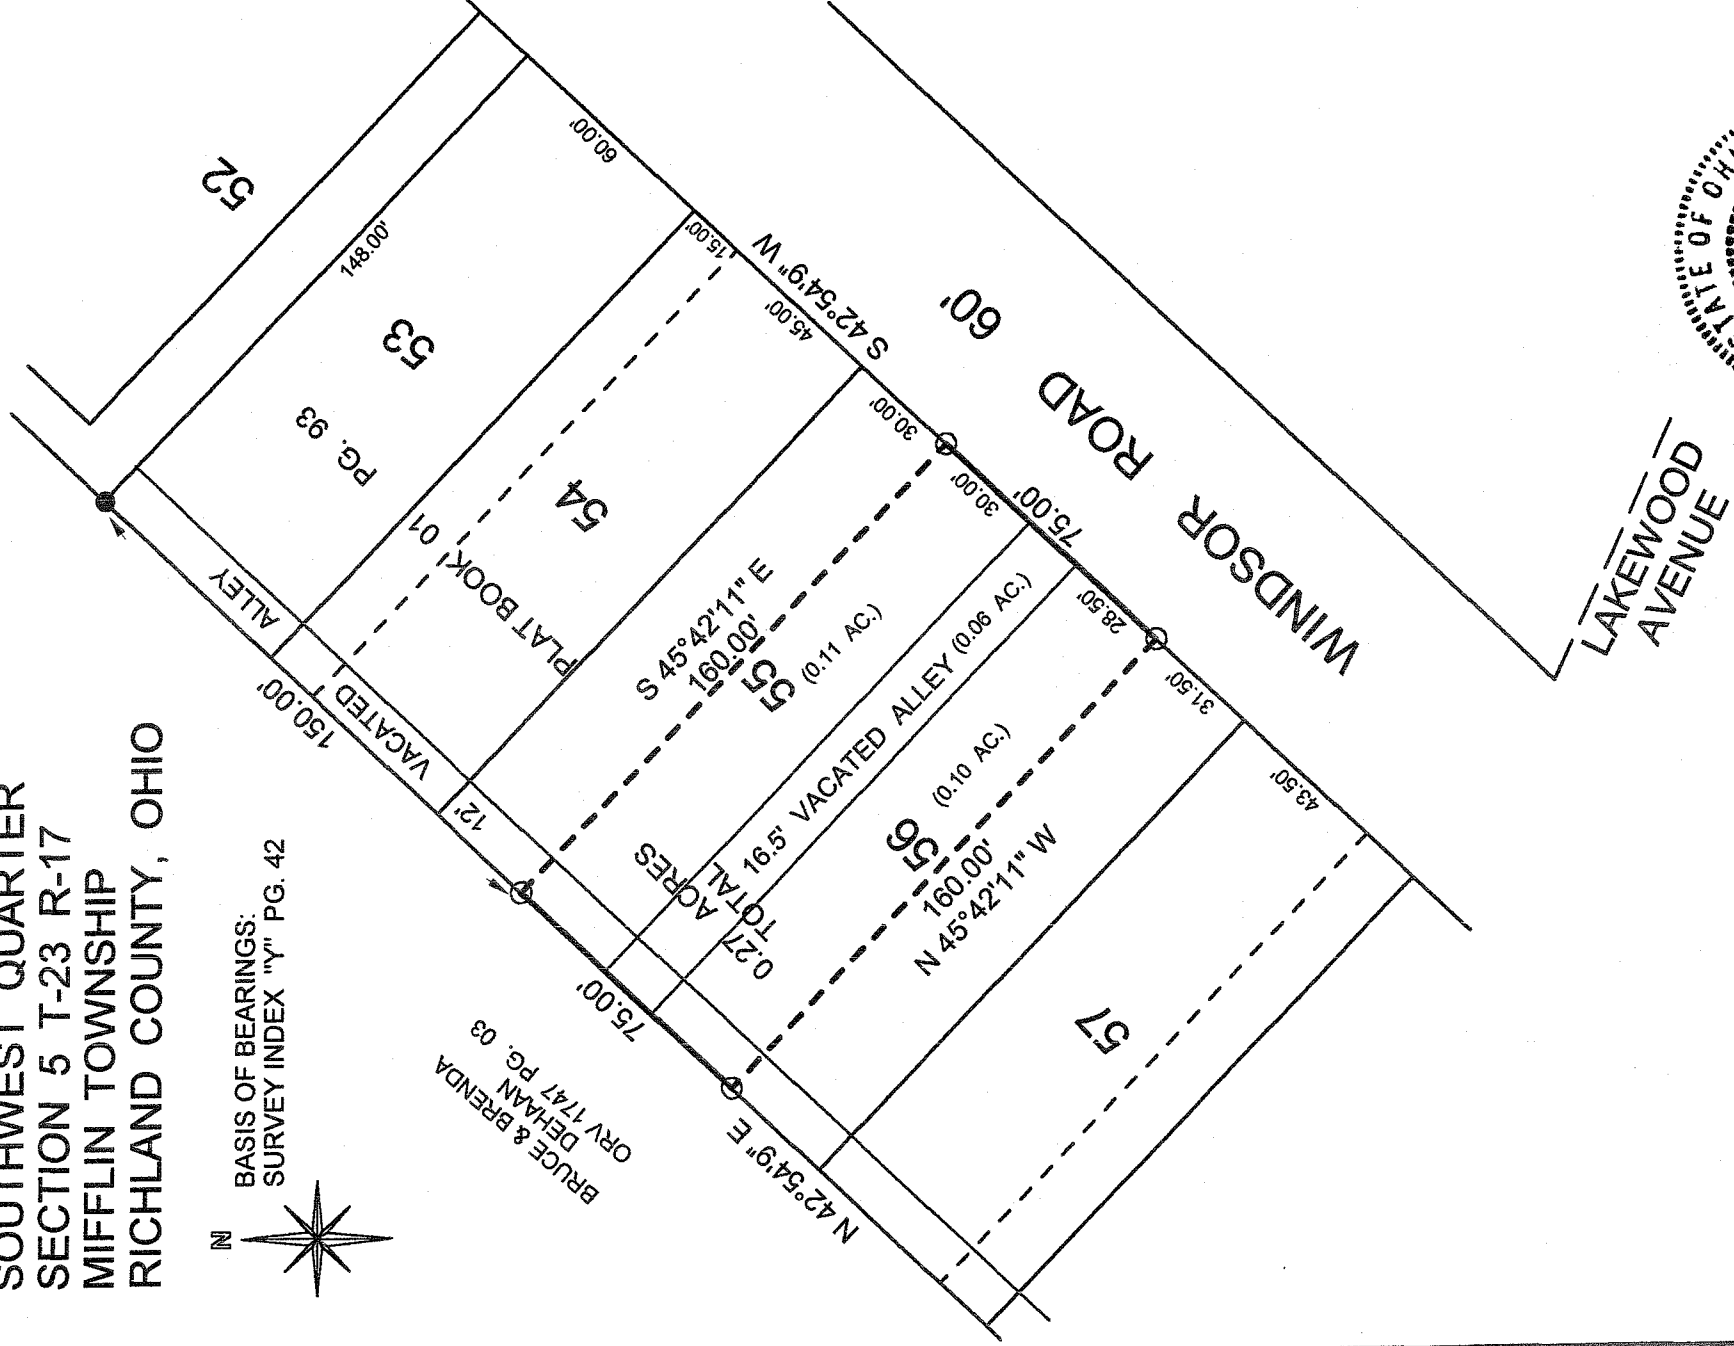 SOUTHWEST QUARTER
SECTION 5 T-23 R-17
MIFFLIN TOWNSHIP
RICHLAND COUNTY, OHIO
N
BASIS OF BEARINGS:
SURVEY INDEX "Y" PG. 42
52
148.00'
53
PG. 93
60.00'
15.00'
S 42°54'9" W
45.00'
54
PLAT BOOK 01
VACATED ALLEY
150.00'
12'
30.00'
S 45°42'11" E
160.00'
55
(0.11 AC.)
30.00'
75.00'
16.5' VACATED ALLEY (0.06 AC.)
0.27 ACRES
TOTAL
28.50'
56
(0.10 AC.)
160.00'
N 45°42'11" W
31.50'
43.50'
57
75.00'
N 42°54'9" E
BRUCE & BRENDA
DEHAAN
ORV 1747 PG. 03
WINDSOR ROAD 60'
LAKEWOOD
AVENUE
STATE OF OH